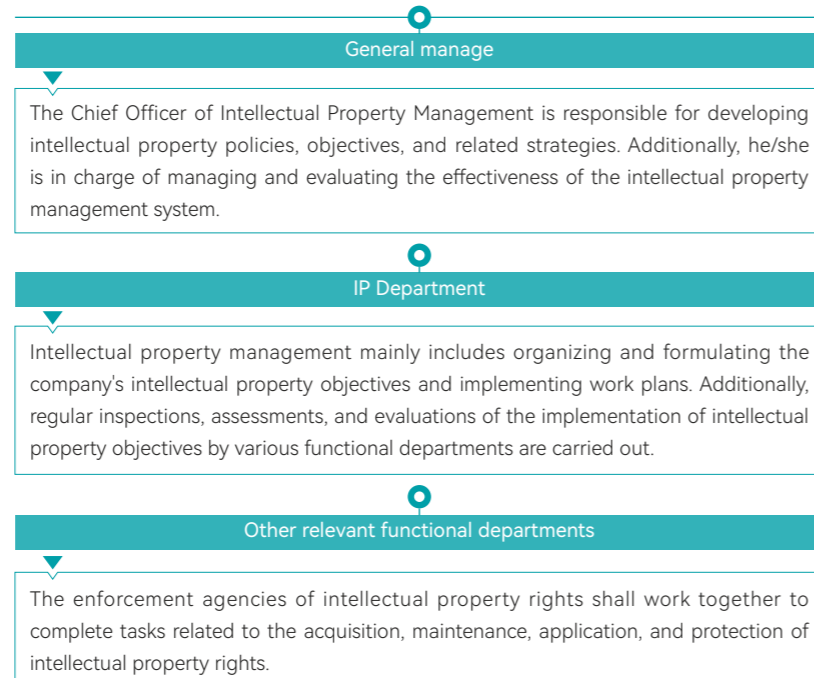 General manage
The Chief Officer of Intellectual Property Management is responsible for developing
intellectual property policies, objectives, and related strategies. Additionally, he/she
is in charge of managing and evaluating the effectiveness of the intellectual property
management system.
IP Department
Intellectual property management mainly includes organizing and formulating the
company's intellectual property objectives and implementing work plans. Additionally,
regular inspections, assessments, and evaluations of the implementation of intellectual
property objectives by various functional departments are carried out.
Other relevant functional departments
The enforcement agencies of intellectual property rights shall work together to
complete tasks related to the acquisition, maintenance, application, and protection of
intellectual property rights.